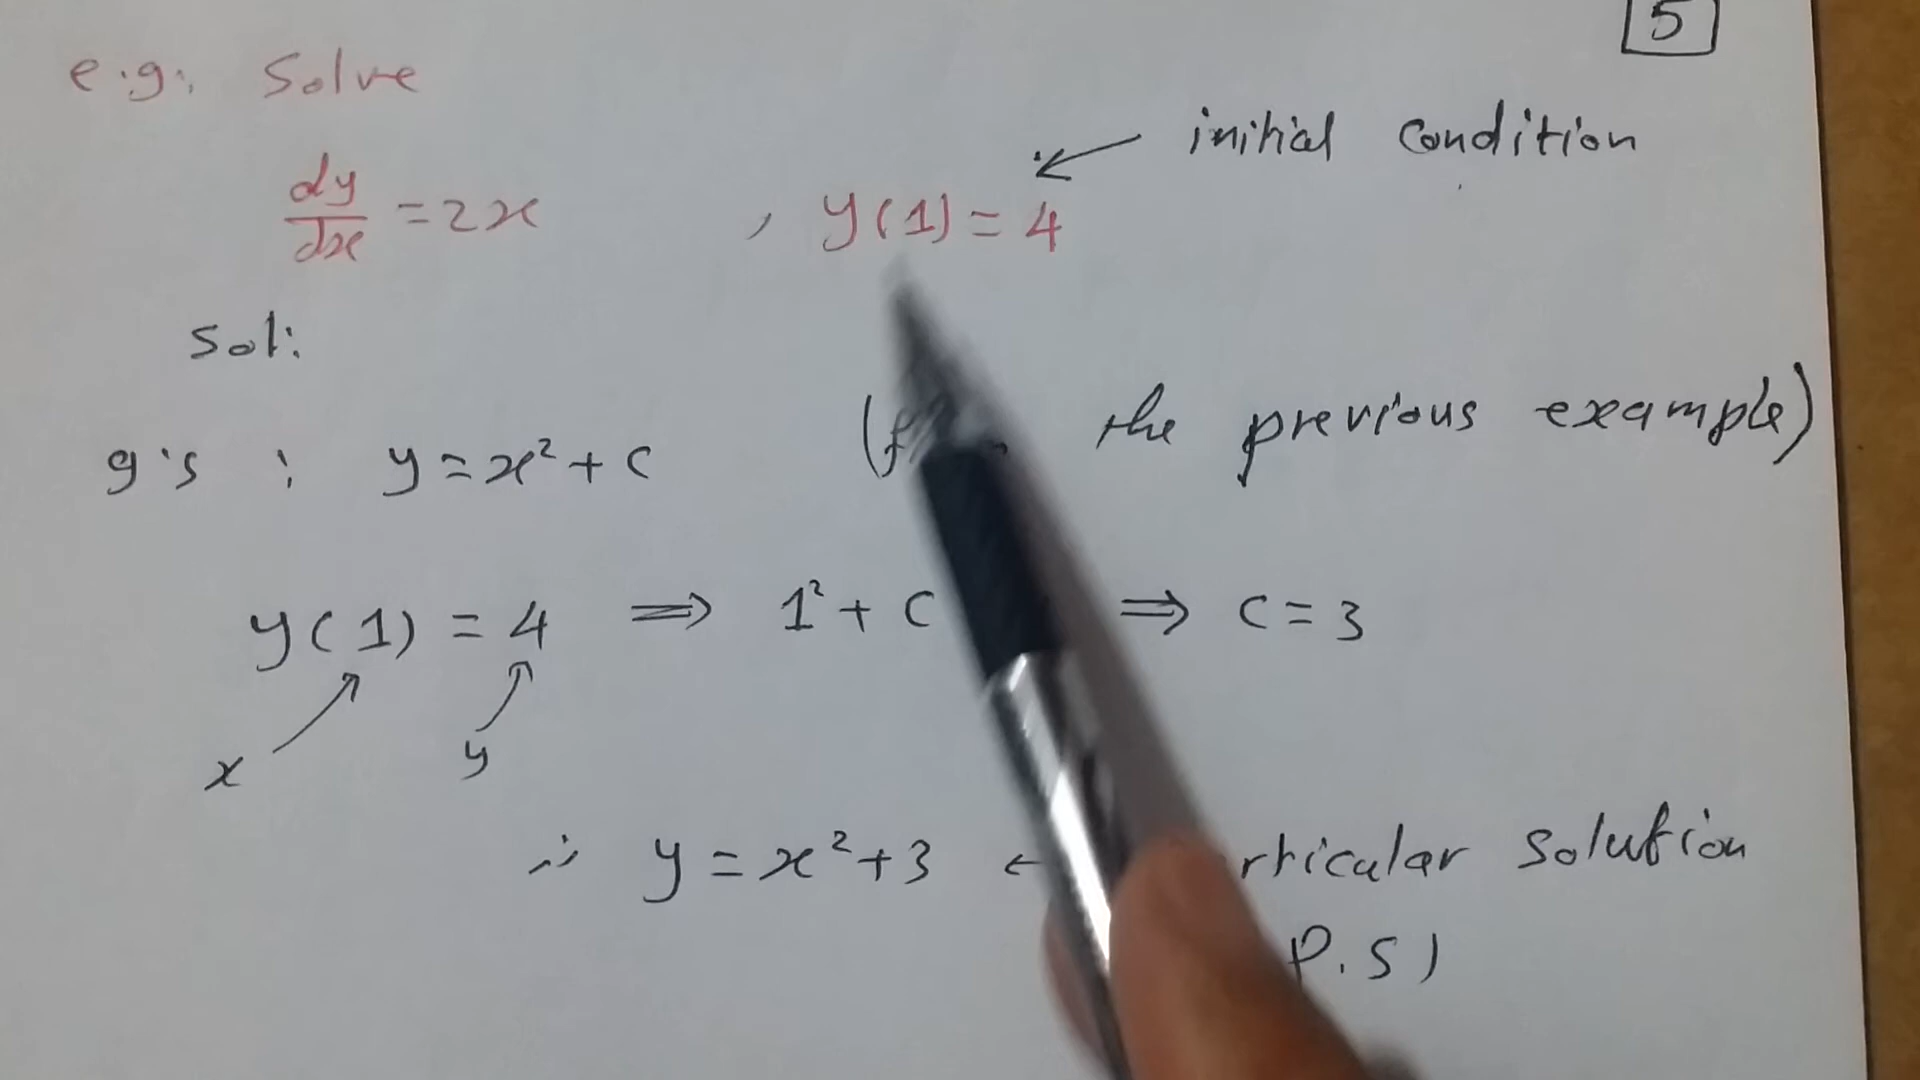 5
e.g: Solve
initial condition
dy/dx = 2x , y(1) = 4
Sol:
g.s : y = x² + c ( the previous example)
y(1) = 4 ⇒ 1² + c ⇒ c = 3
x y
∴ y = x² + 3 ← solution
P.S)